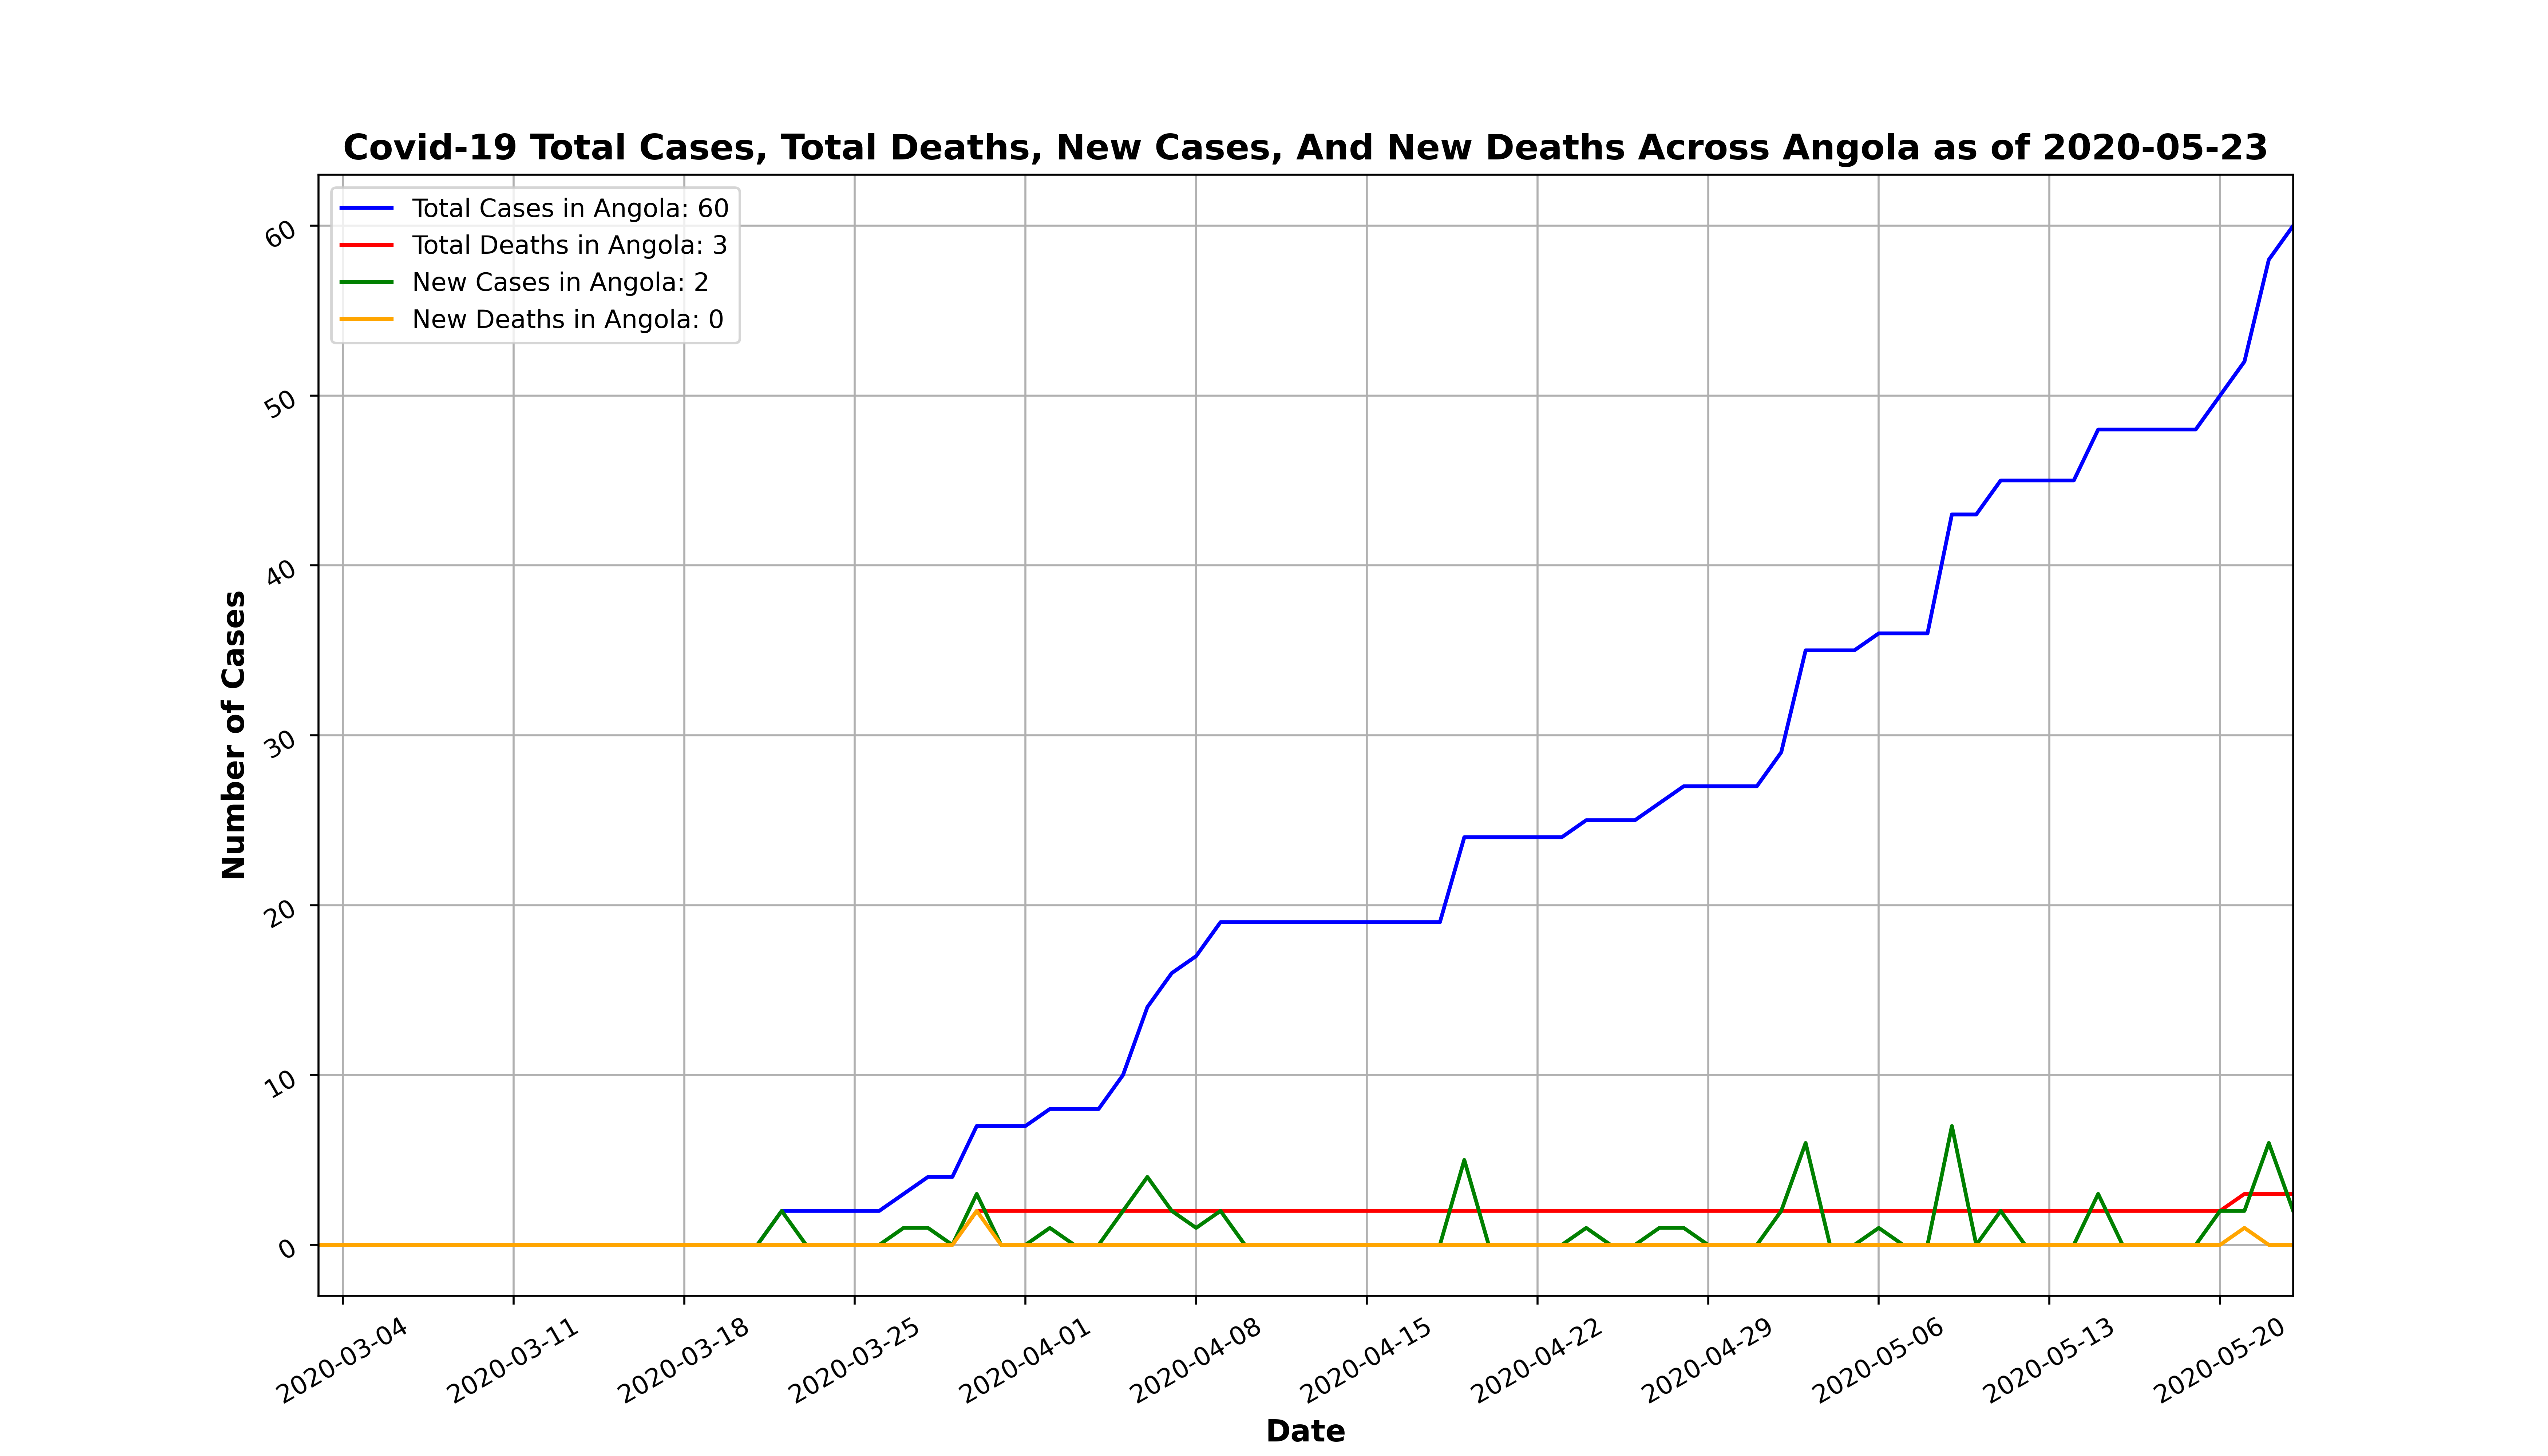 Covid-19 Total Cases, Total Deaths, New Cases, And New Deaths Across Angola as of 2020-05-23
Total Cases in Angola: 60
Total Deaths in Angola: 3
New Cases in Angola: 2
New Deaths in Angola: 0
Number of Cases
60
50
40
30
20
10
0
2020-03-04
2020-03-11
2020-03-18
2020-03-25
2020-04-01
2020-04-08
2020-04-15
2020-04-22
2020-04-29
2020-05-06
2020-05-13
2020-05-20
Date